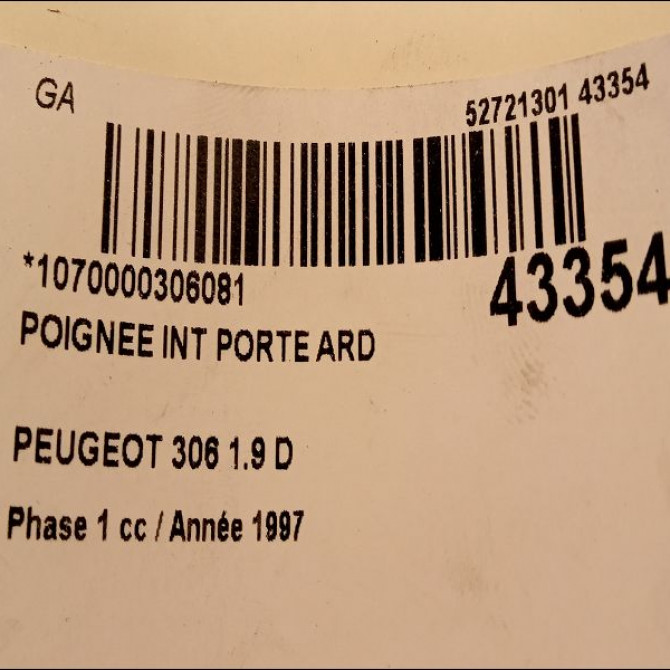 GA
52721301 43354
*1070000306081
43354
POIGNEE INT PORTE ARD
PEUGEOT 306 1.9 D
Phase 1 cc / Année 1997